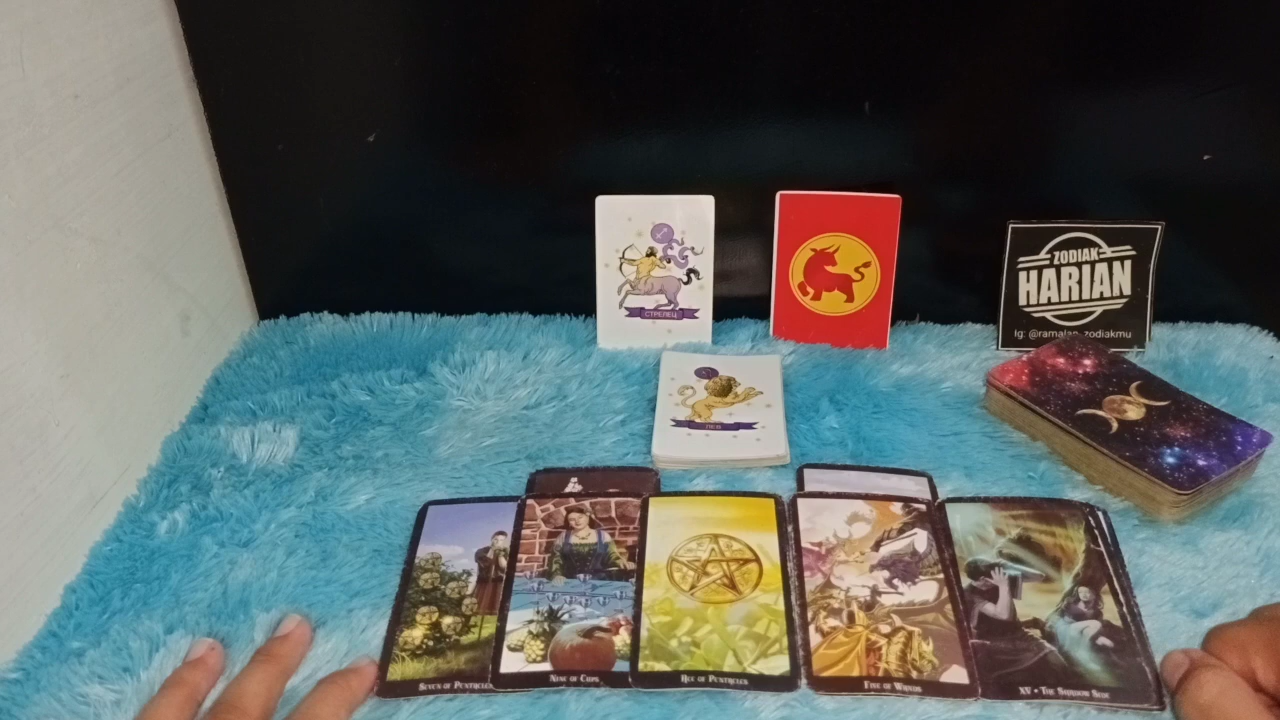 СТРЕЛЕЦ
ZODIAK
HARIAN
Ig: @ramalan_zodiakmu
ЛЕВ
Seven of Pentacles
Nine of Cups
Ace of Pentacles
Five of Wands
XV • The Shadow Side